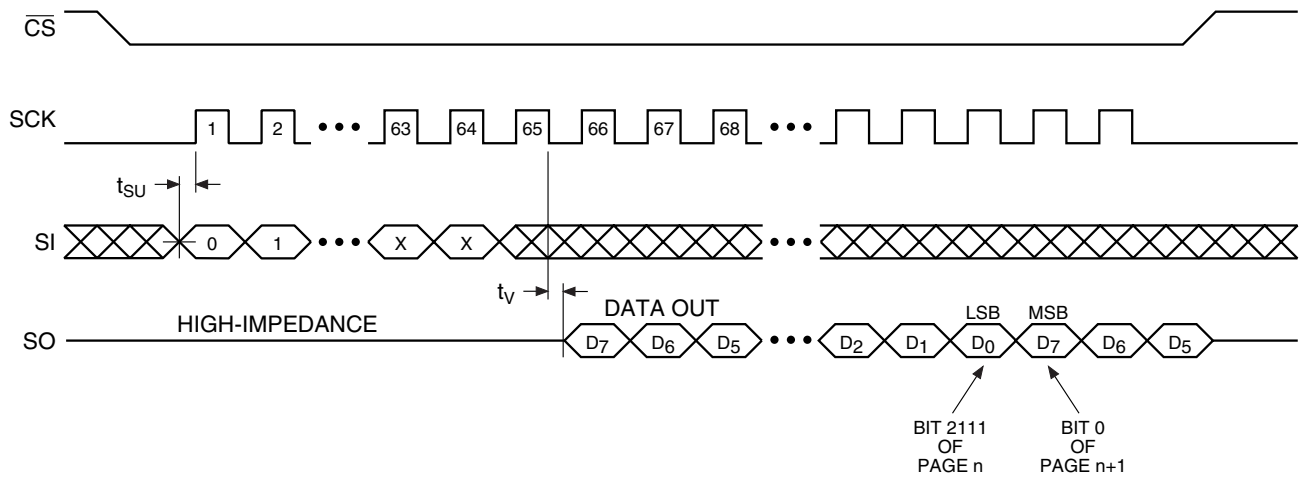 CS
SCK
1 2 ••• 63 64 65 66 67 68 •••
tSU
SI
0 1 ••• X X •••
tV
DATA OUT
LSB MSB
HIGH-IMPEDANCE
SO
D7 D6 D5 ••• D2 D1 D0 D7 D6 D5
BIT 2111
OF
PAGE n
BIT 0
OF
PAGE n+1